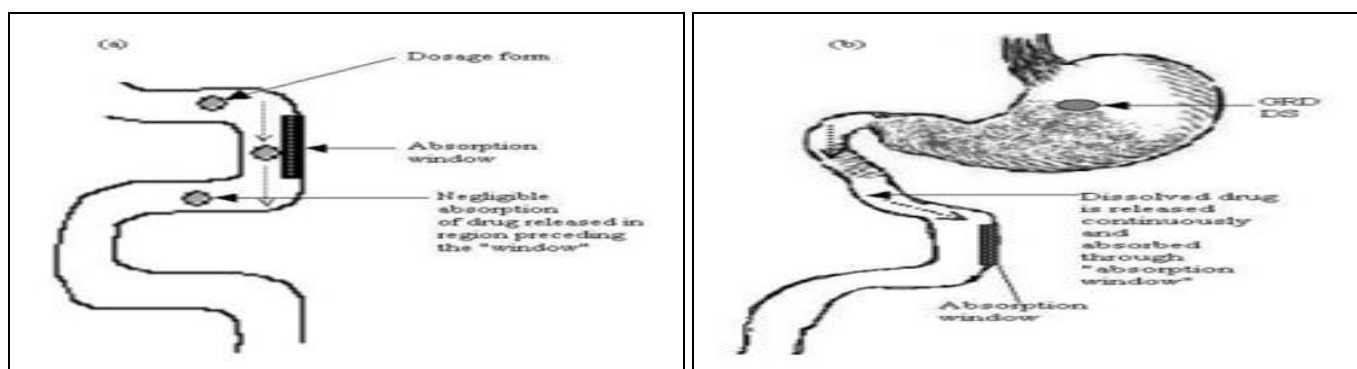 (a)
Dosage form
Absorption
window
Negligible
absorption
of drug released in
region preceding
the "window"
(b)
GRD
DS
Dissolved drug
is released
continuously
and
absorbed
through
"absorption
window"
Absorption
window